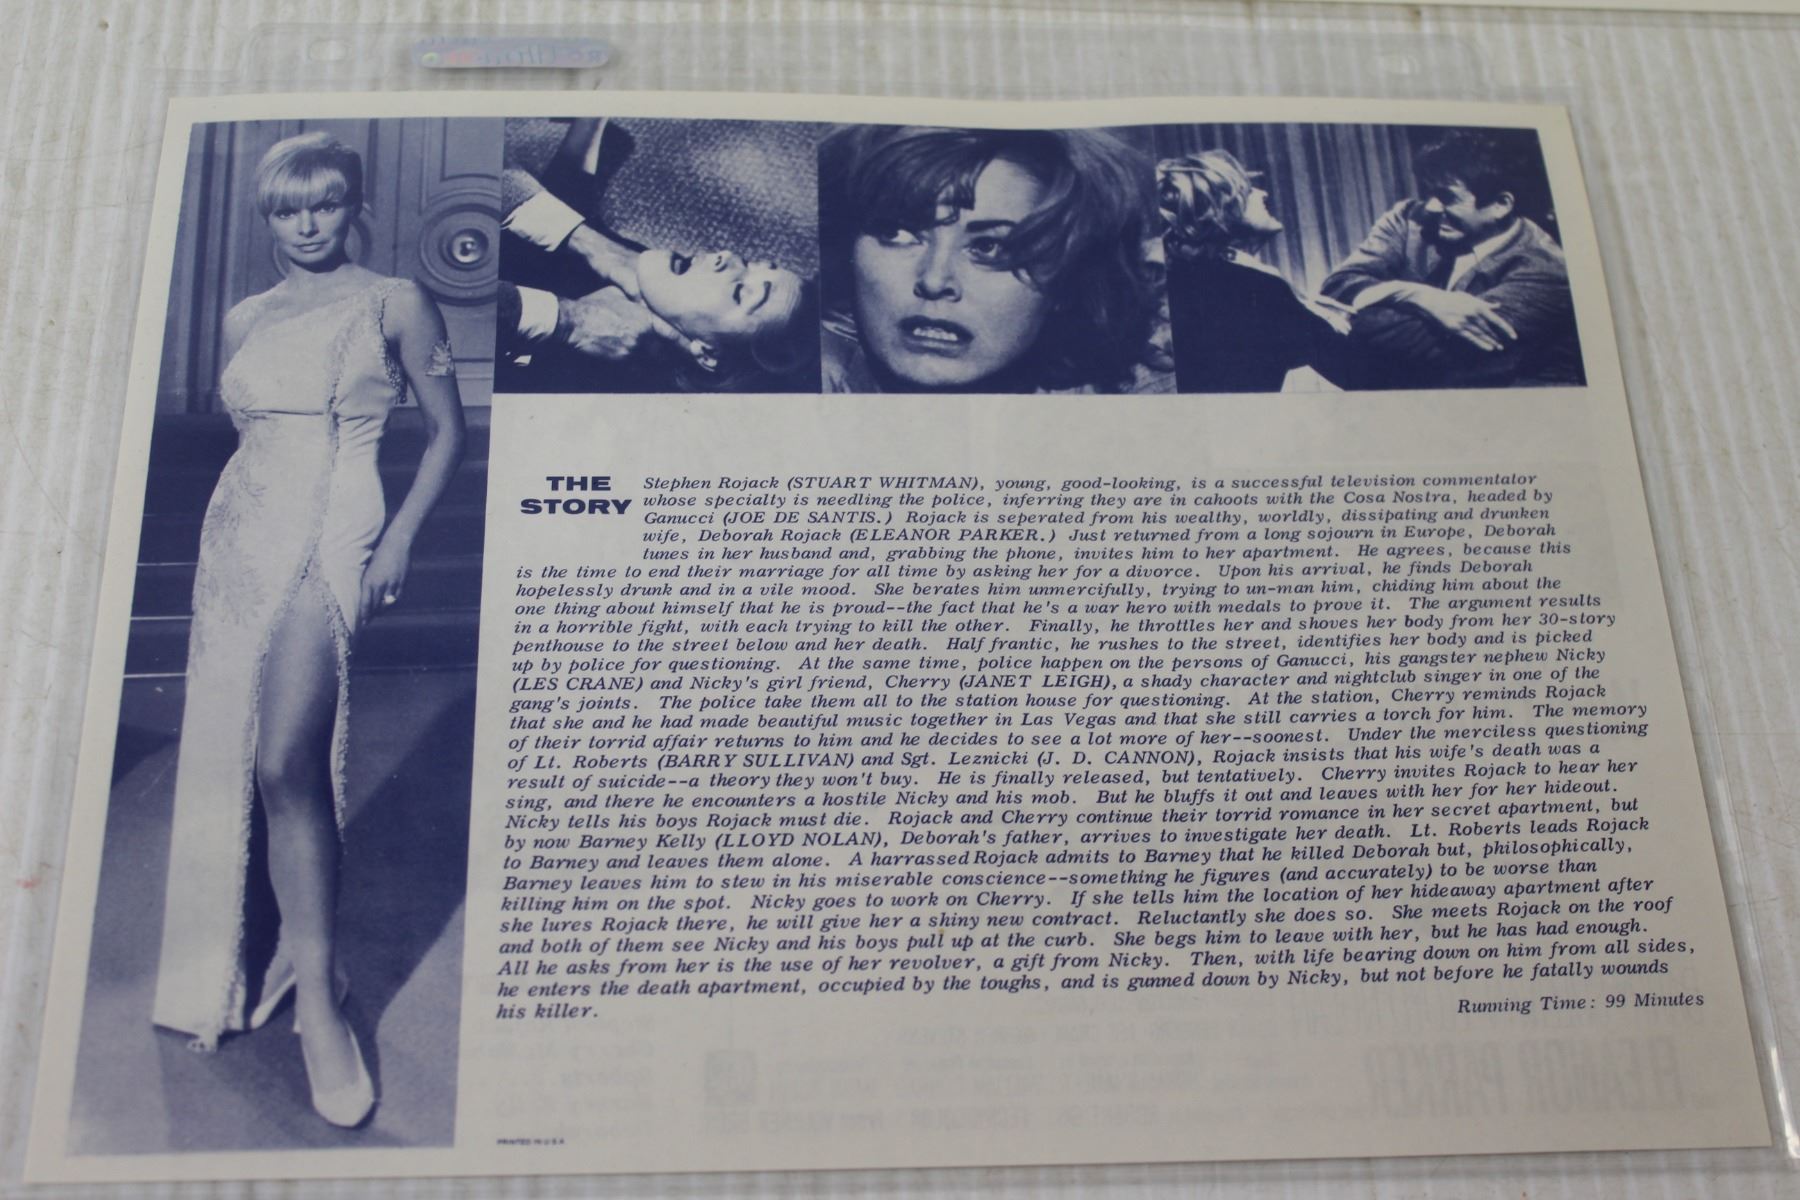 THE
STORY
Stephen Rojack (STUART WHITMAN), young, good-looking, is a successful television commentator
whose specialty is needling the police, inferring they are in cahoots with the Cosa Nostra, headed by
Ganucci (JOE DE SANTIS.) Rojack is seperated from his wealthy, worldly, dissipating and drunken
wife, Deborah Rojack (ELEANOR PARKER.) Just returned from a long sojourn in Europe, Deborah
tunes in her husband and, grabbing the phone, invites him to her apartment. He agrees, because this
is the time to end their marriage for all time by asking her for a divorce. Upon his arrival, he finds Deborah
hopelessly drunk and in a vile mood. She berates him unmercifully, trying to un-man him, chiding him about the
one thing about himself that he is proud--the fact that he's a war hero with medals to prove it. The argument results
in a horrible fight, with each trying to kill the other. Finally, he throttles her and shoves her body from her 30-story
penthouse to the street below and her death. Half frantic, he rushes to the street, identifies her body and is picked
up by police for questioning. At the same time, police happen on the persons of Ganucci, his gangster nephew Nicky
(LES CRANE) and Nicky's girl friend, Cherry (JANET LEIGH), a shady character and nightclub singer in one of the
gang's joints. The police take them all to the station house for questioning. At the station, Cherry reminds Rojack
that she and he had made beautiful music together in Las Vegas and that she still carries a torch for him. The memory
of their torrid affair returns to him and he decides to see a lot more of her--soonest. Under the merciless questioning
of Lt. Roberts (BARRY SULLIVAN) and Sgt. Leznicki (J. D. CANNON), Rojack insists that his wife's death was a
result of suicide--a theory they won't buy. He is finally released, but tentatively. Cherry invites Rojack to hear her
sing, and there he encounters a hostile Nicky and his mob. But he bluffs it out and leaves with her for her hideout.
Nicky tells his boys Rojack must die. Rojack and Cherry continue their torrid romance in her secret apartment, but
by now Barney Kelly (LLOYD NOLAN), Deborah's father, arrives to investigate her death. Lt. Roberts leads Rojack
to Barney and leaves them alone. A harrassed Rojack admits to Barney that he killed Deborah but, philosophically,
Barney leaves him to stew in his miserable conscience--something he figures (and accurately) to be worse than
killing him on the spot. Nicky goes to work on Cherry. If she tells him the location of her hideaway apartment after
she lures Rojack there, he will give her a shiny new contract. Reluctantly she does so. She meets Rojack on the roof
and both of them see Nicky and his boys pull up at the curb. She begs him to leave with her, but he has had enough.
All he asks from her is the use of her revolver, a gift from Nicky. Then, with life bearing down on him from all sides,
he enters the death apartment, occupied by the toughs, and is gunned down by Nicky, but not before he fatally wounds
his killer.
Running Time: 99 Minutes
PRINTED IN U.S.A